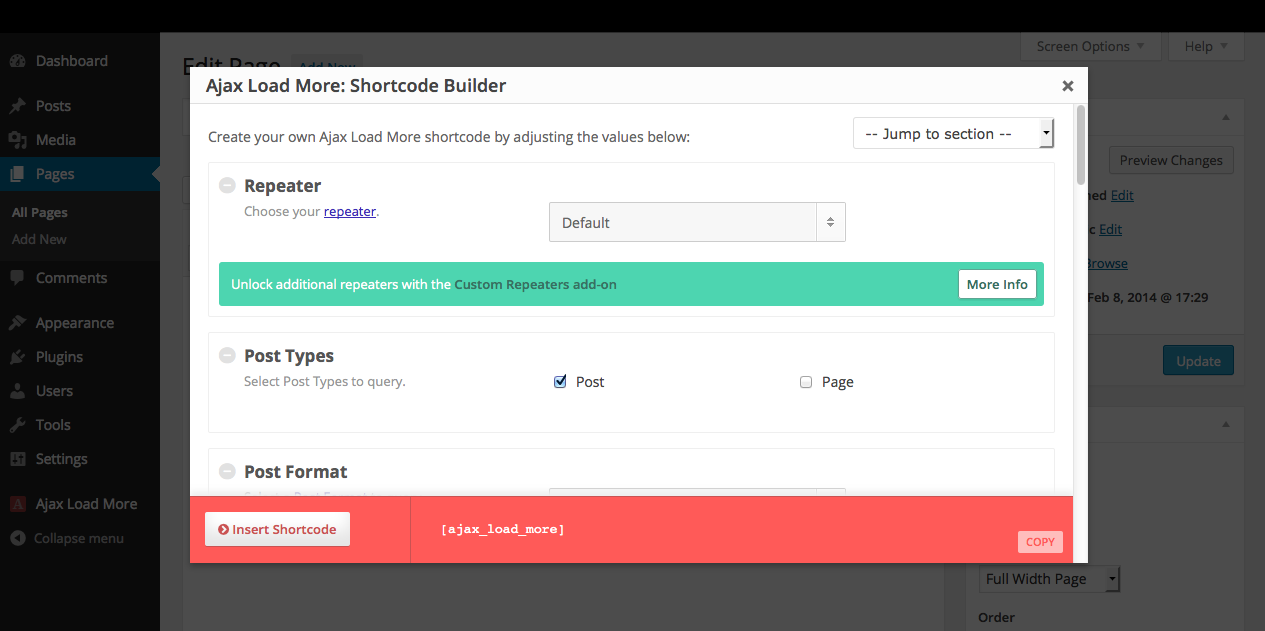 Screen Options
Help
Dashboard
Posts
Media
Pages
All Pages
Add New
Comments
Appearance
Plugins
Users
Tools
Settings
Ajax Load More
Collapse menu
Edit Page
Add New
Ajax Load More: Shortcode Builder
Create your own Ajax Load More shortcode by adjusting the values below:
-- Jump to section --
Repeater
Choose your repeater.
Default
Unlock additional repeaters with the Custom Repeaters add-on
More Info
Post Types
Select Post Types to query.
Post
Page
Post Format
Insert Shortcode
[ajax_load_more]
COPY
Preview Changes
Edit
Edit
Browse
Feb 8, 2014 @ 17:29
Update
Full Width Page
Order